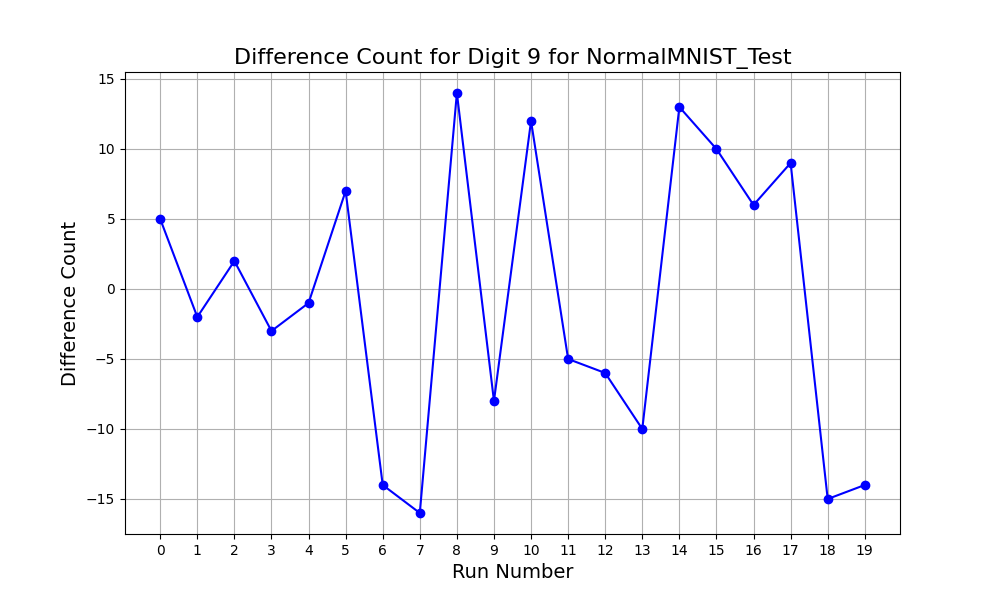 Difference Count for Digit 9 for NormalMNIST_Test
15
10
5
0
−5
−10
−15
Difference Count
0 1 2 3 4 5 6 7 8 9 10 11 12 13 14 15 16 17 18 19
Run Number